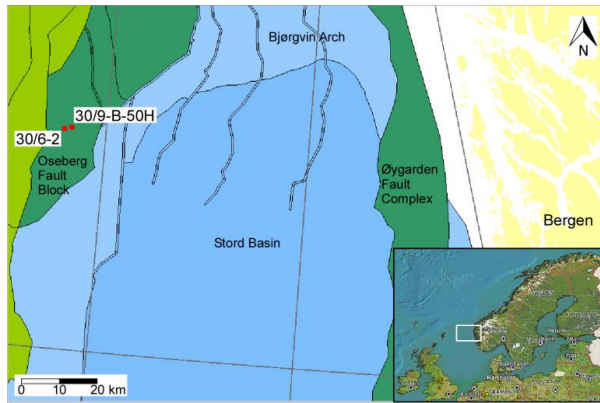 Bjørgvin Arch
N
30/9-B-50H
30/6-2
Oseberg
Fault
Block
Øygarden
Fault
Complex
Bergen
Stord Basin
0 10 20 km